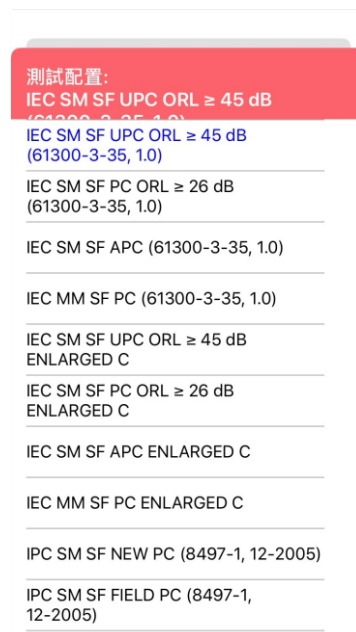 測試配置:
IEC SM SF UPC ORL ≥ 45 dB
(61300-3-35, 1.0)
IEC SM SF UPC ORL ≥ 45 dB
(61300-3-35, 1.0)
IEC SM SF PC ORL ≥ 26 dB
(61300-3-35, 1.0)
IEC SM SF APC (61300-3-35, 1.0)
IEC MM SF PC (61300-3-35, 1.0)
IEC SM SF UPC ORL ≥ 45 dB
ENLARGED C
IEC SM SF PC ORL ≥ 26 dB
ENLARGED C
IEC SM SF APC ENLARGED C
IEC MM SF PC ENLARGED C
IPC SM SF NEW PC (8497-1, 12-2005)
IPC SM SF FIELD PC (8497-1,
12-2005)